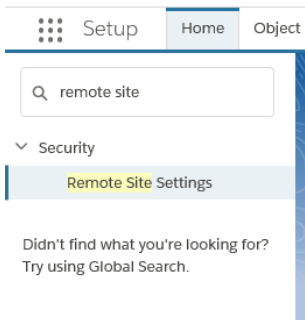 Setup Home Object
remote site
Security
Remote Site Settings
Didn't find what you're looking for?
Try using Global Search.